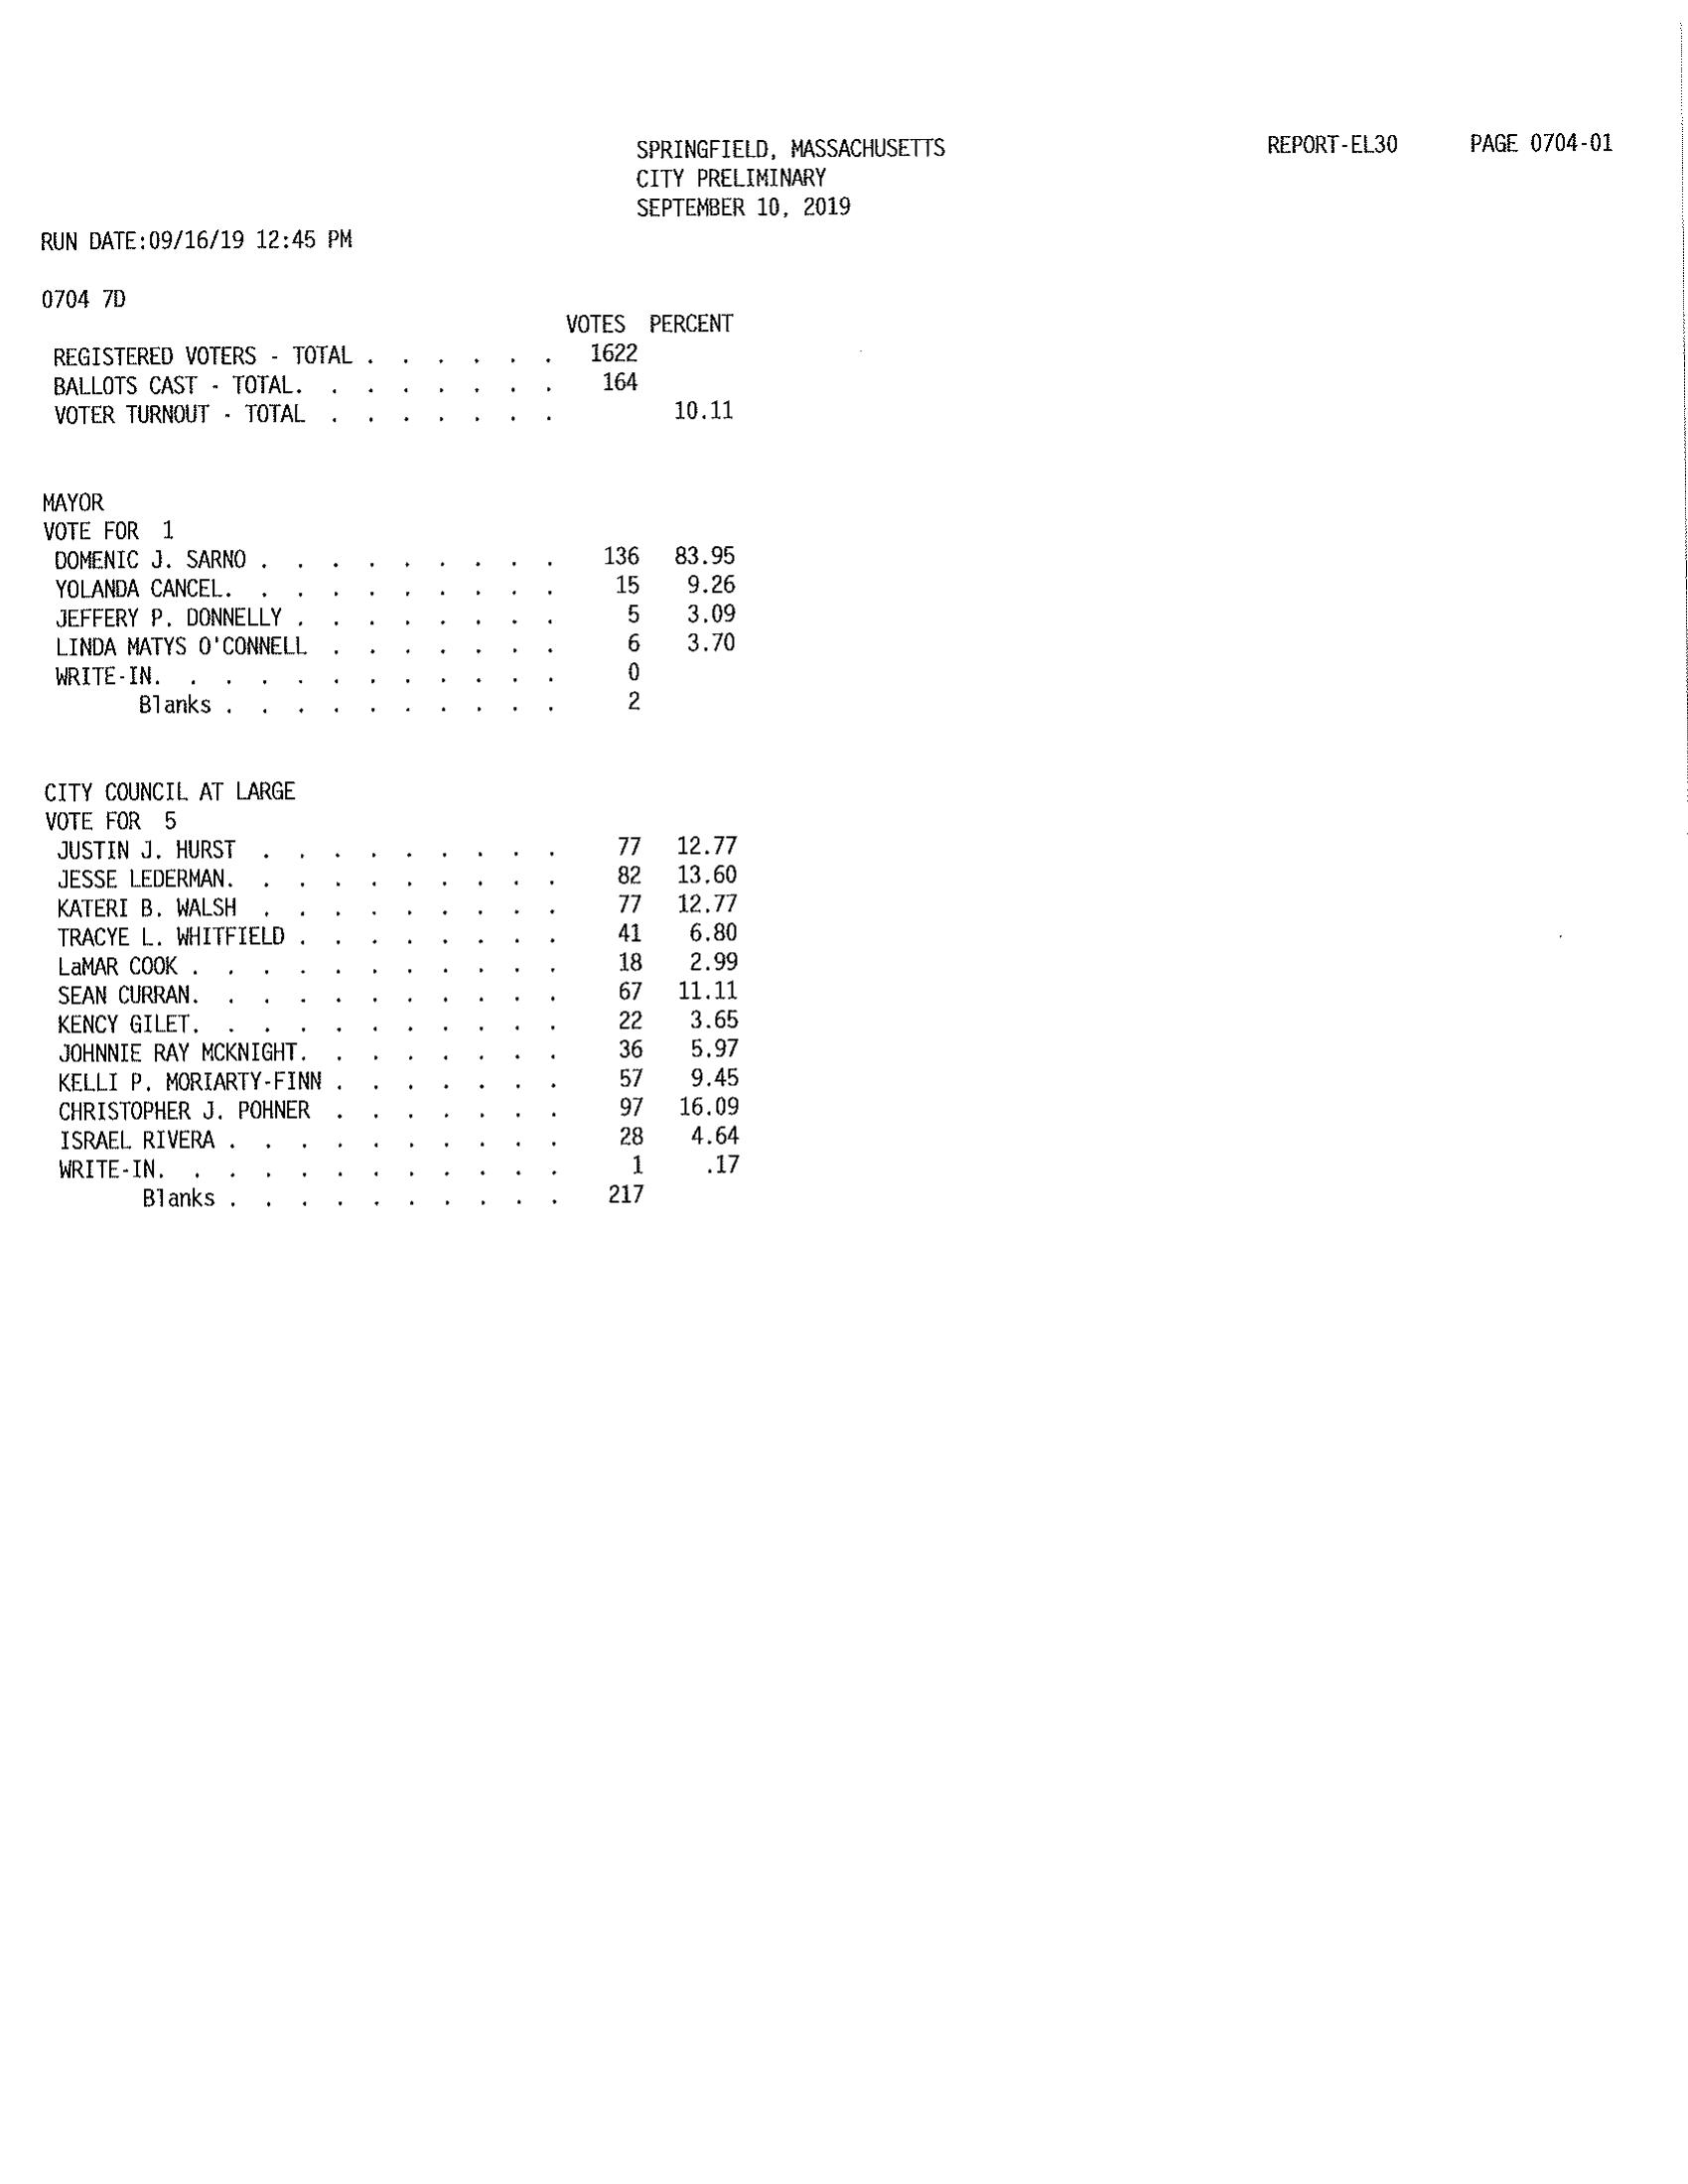 SPRINGFIELD, MASSACHUSETTS REPORT-EL30 PAGE 0704-01
CITY PRELIMINARY
SEPTEMBER 10, 2019
RUN DATE:09/16/19 12:45 PM
0704 7D
VOTES PERCENT
REGISTERED VOTERS - TOTAL . . . . . . 1622
BALLOTS CAST - TOTAL. . . . . . . . 164
VOTER TURNOUT - TOTAL . . . . . . . 10.11
MAYOR
VOTE FOR 1
DOMENIC J. SARNO . . . . . . . . . 136 83.95
YOLANDA CANCEL. . . . . . . . . . 15 9.26
JEFFERY P. DONNELLY . . . . . . . . 5 3.09
LINDA MATYS O'CONNELL . . . . . . . 6 3.70
WRITE-IN. . . . . . . . . . . . 0
Blanks . . . . . . . . . . 2
CITY COUNCIL AT LARGE
VOTE FOR 5
JUSTIN J. HURST . . . . . . . . . 77 12.77
JESSE LEDERMAN. . . . . . . . . . 82 13.60
KATERI B. WALSH . . . . . . . . . 77 12.77
TRACYE L. WHITFIELD . . . . . . . . 41 6.80
LaMAR COOK . . . . . . . . . . . 18 2.99
SEAN CURRAN. . . . . . . . . . . 67 11.11
KENCY GILET. . . . . . . . . . . 22 3.65
JOHNNIE RAY MCKNIGHT. . . . . . . . 36 5.97
KELLI P. MORIARTY-FINN . . . . . . . 57 9.45
CHRISTOPHER J. POHNER . . . . . . . 97 16.09
ISRAEL RIVERA . . . . . . . . . . 28 4.64
WRITE-IN. . . . . . . . . . . . 1 .17
Blanks . . . . . . . . . . 217